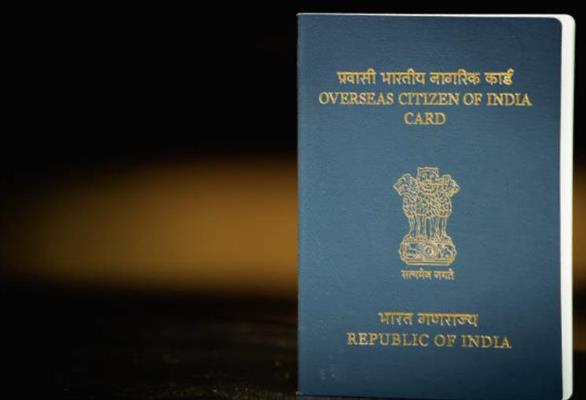 प्रवासी भारतीय नागरिक कार्ड
OVERSEAS CITIZEN OF INDIA
CARD
सत्यमेव जयते
भारत गणराज्य
REPUBLIC OF INDIA